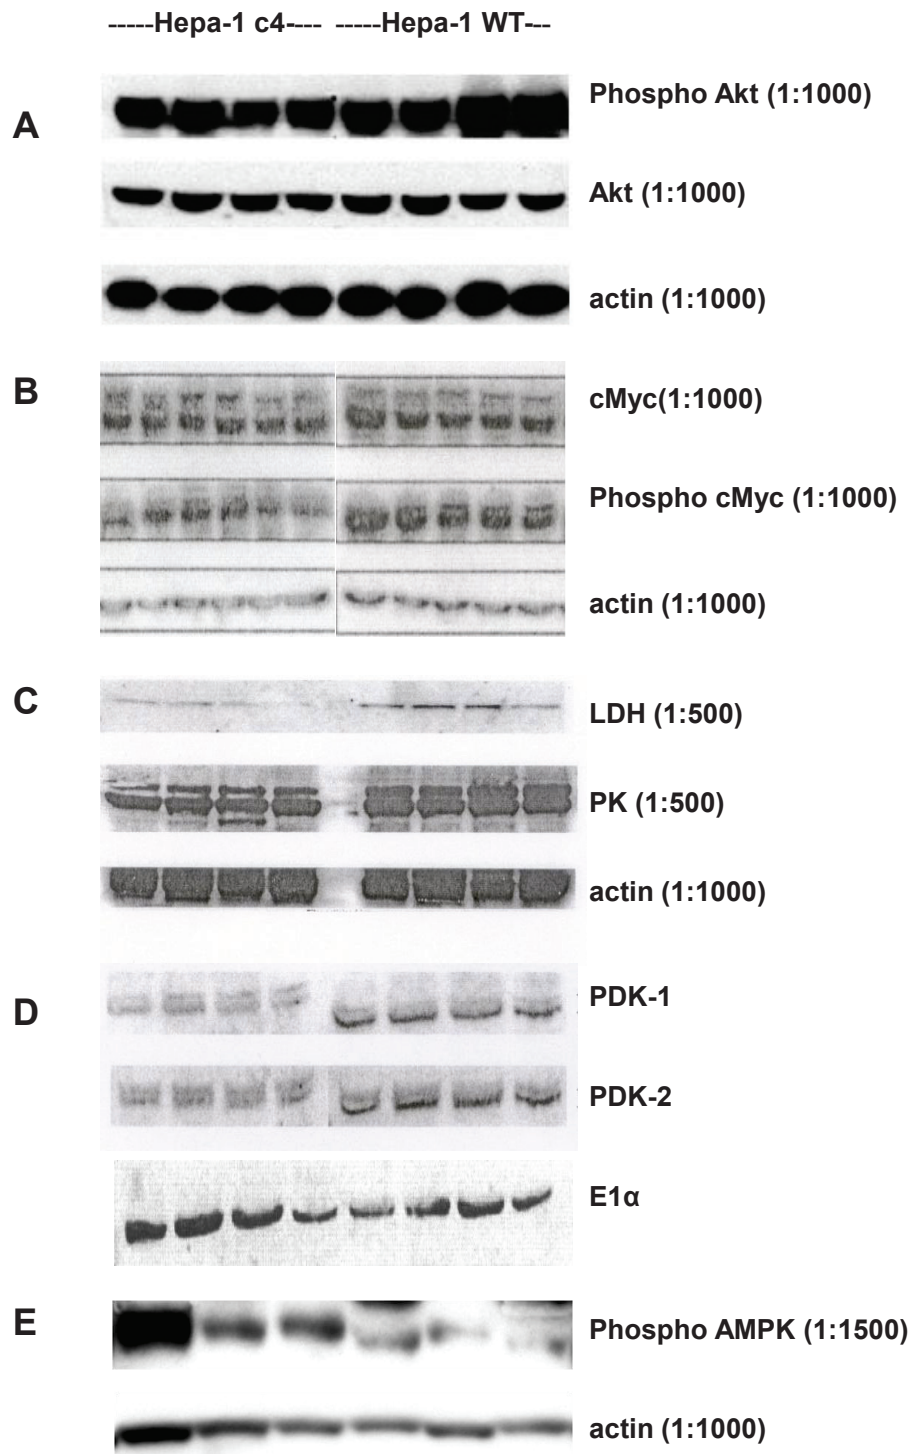 -----Hepa-1 c4---- -----Hepa-1 WT---
A
Phospho Akt (1:1000)
Akt (1:1000)
actin (1:1000)
B
cMyc(1:1000)
Phospho cMyc (1:1000)
actin (1:1000)
C
LDH (1:500)
PK (1:500)
actin (1:1000)
D
PDK-1
PDK-2
E1α
E
Phospho AMPK (1:1500)
actin (1:1000)